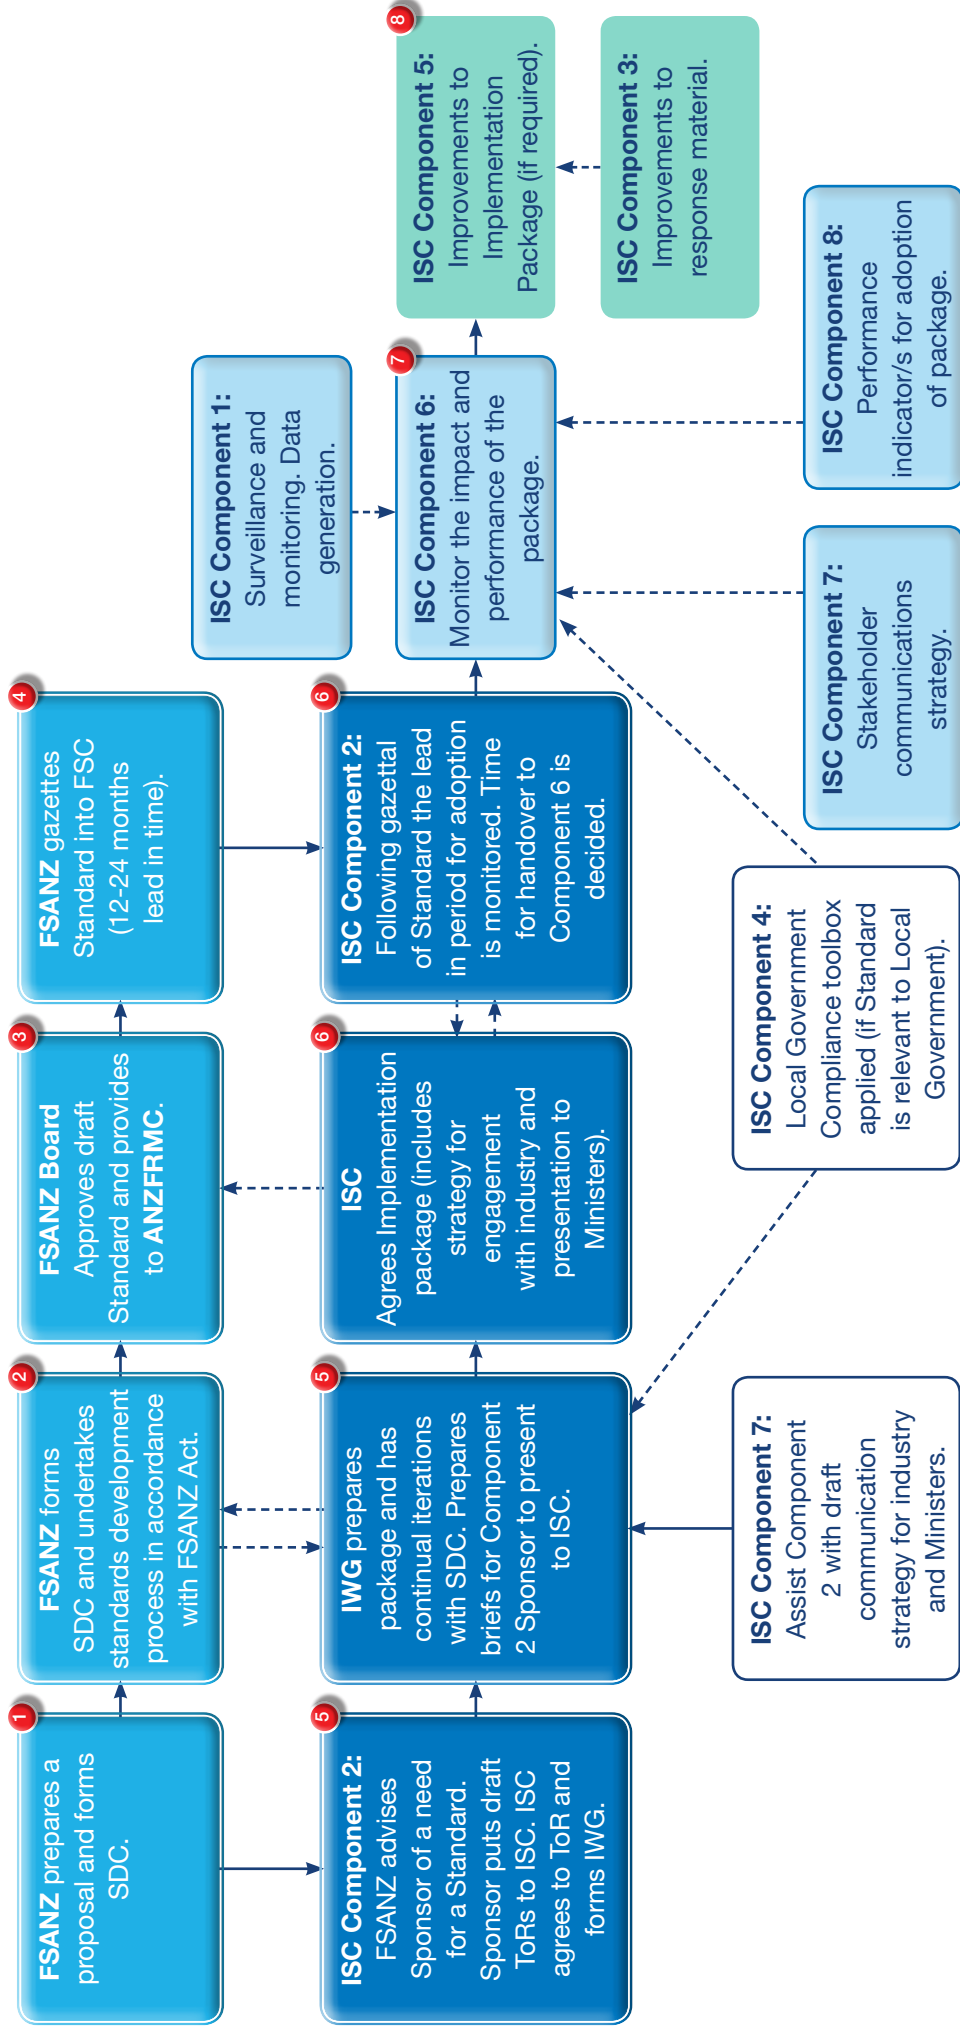 1
FSANZ prepares a
proposal and forms
SDC.
2
FSANZ forms
SDC and undertakes
standards development
process in accordance
with FSANZ Act.
3
FSANZ Board
Approves draft
Standard and provides
to ANZFRMC.
4
FSANZ gazettes
Standard into FSC
(12-24 months
lead in time).
5
ISC Component 2:
FSANZ advises
Sponsor of a need
for a Standard.
Sponsor puts draft
ToRs to ISC. ISC
agrees to ToR and
forms IWG.
5
IWG prepares
package and has
continual iterations
with SDC. Prepares
briefs for Component
2 Sponsor to present
to ISC.
6
ISC
Agrees Implementation
package (includes
strategy for
engagement
with industry and
presentation to
Ministers).
6
ISC Component 2:
Following gazettal
of Standard the lead
in period for adoption
is monitored. Time
for handover to
Component 6 is
decided.
ISC Component 1:
Surveillance and
monitoring. Data
generation.
7
ISC Component 6:
Monitor the impact and
performance of the
package.
8
ISC Component 5:
Improvements to
Implementation
Package (if required).
ISC Component 3:
Improvements to
response material.
ISC Component 7:
Assist Component
2 with draft
communication
strategy for industry
and Ministers.
ISC Component 4:
Local Government
Compliance toolbox
applied (if Standard
is relevant to Local
Government).
ISC Component 7:
Stakeholder
communications
strategy.
ISC Component 8:
Performance
indicator/s for adoption
of package.